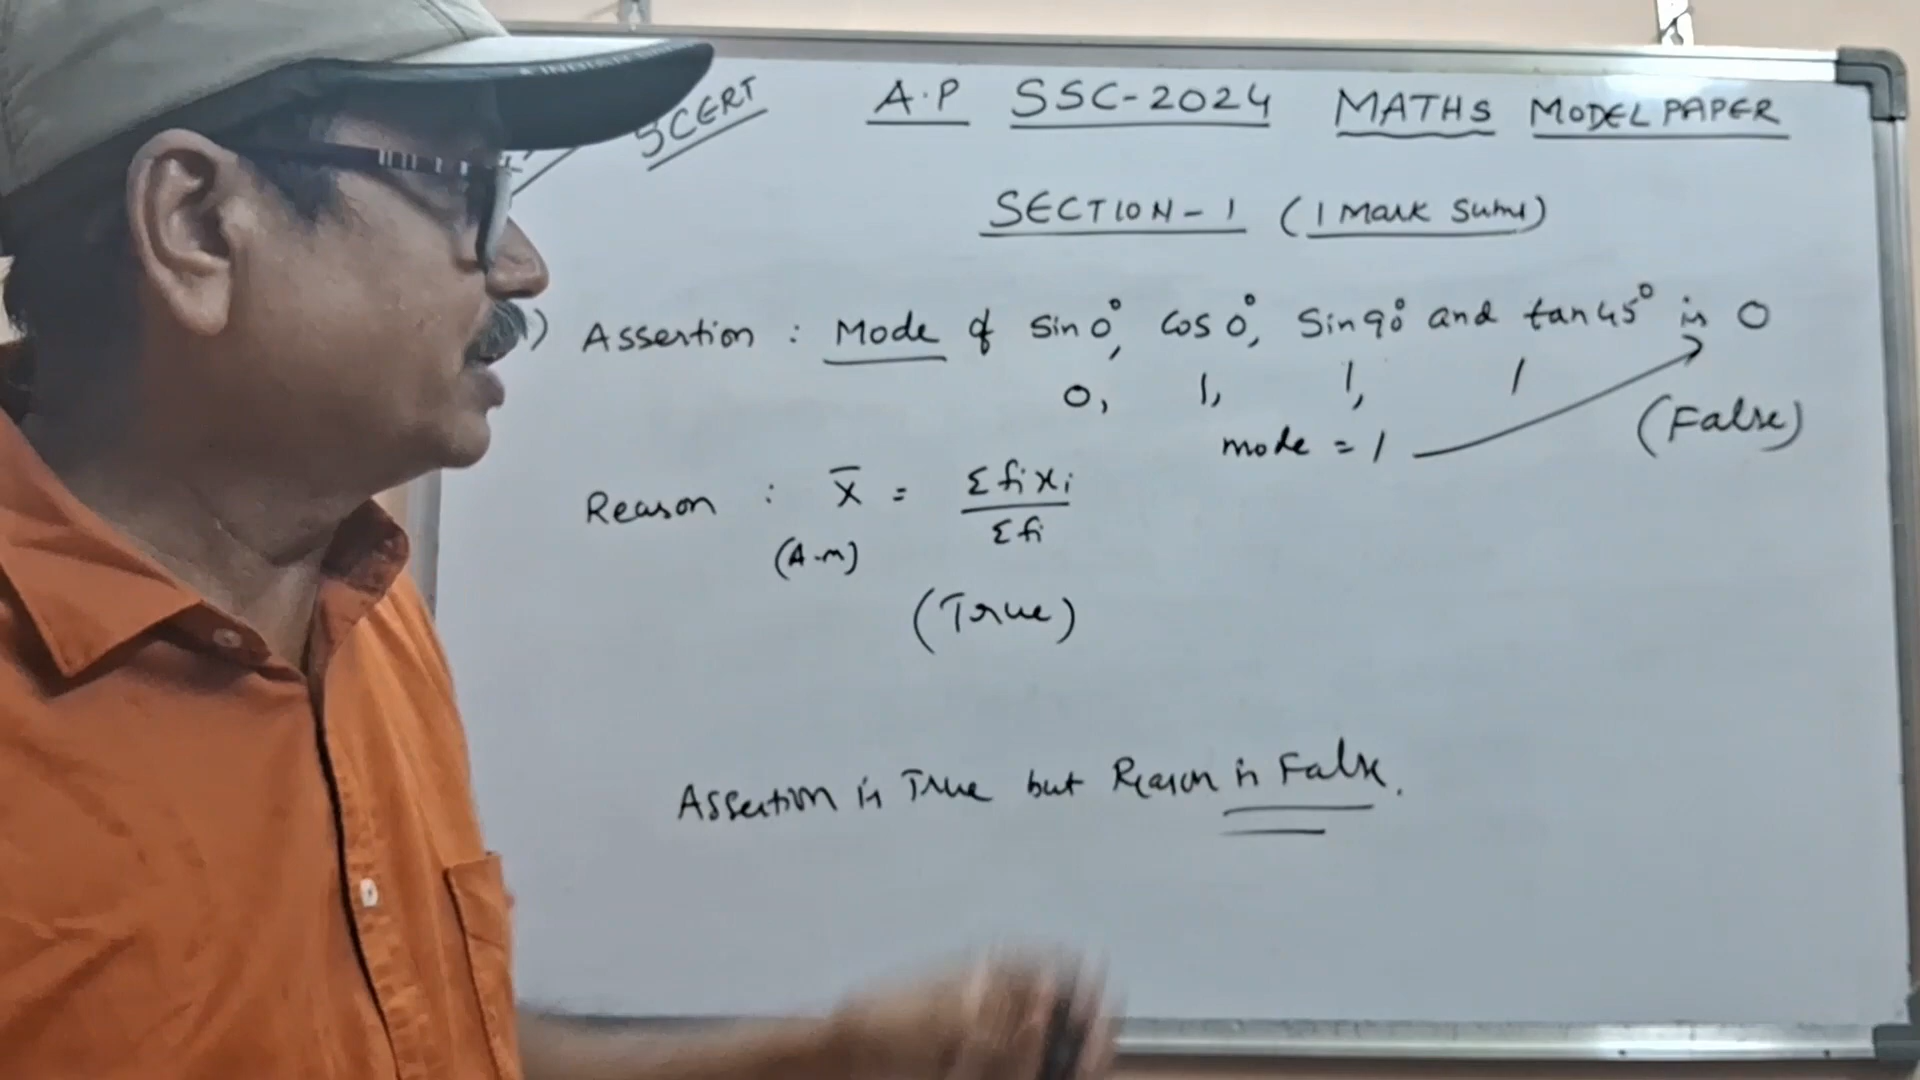 SCERT
A.P SSC-2024 MATHS MODEL PAPER
SECTION-1 (1 Mark Sums)
) Assertion : Mode of sin 0°, cos 0°, sin 90° and tan 45° is 0
0, 1, 1, 1
mode = 1
(False)
Reason : x̄ = Σfixi / Σfi
(A.M)
(True)
Assertion is True but Reason is False.